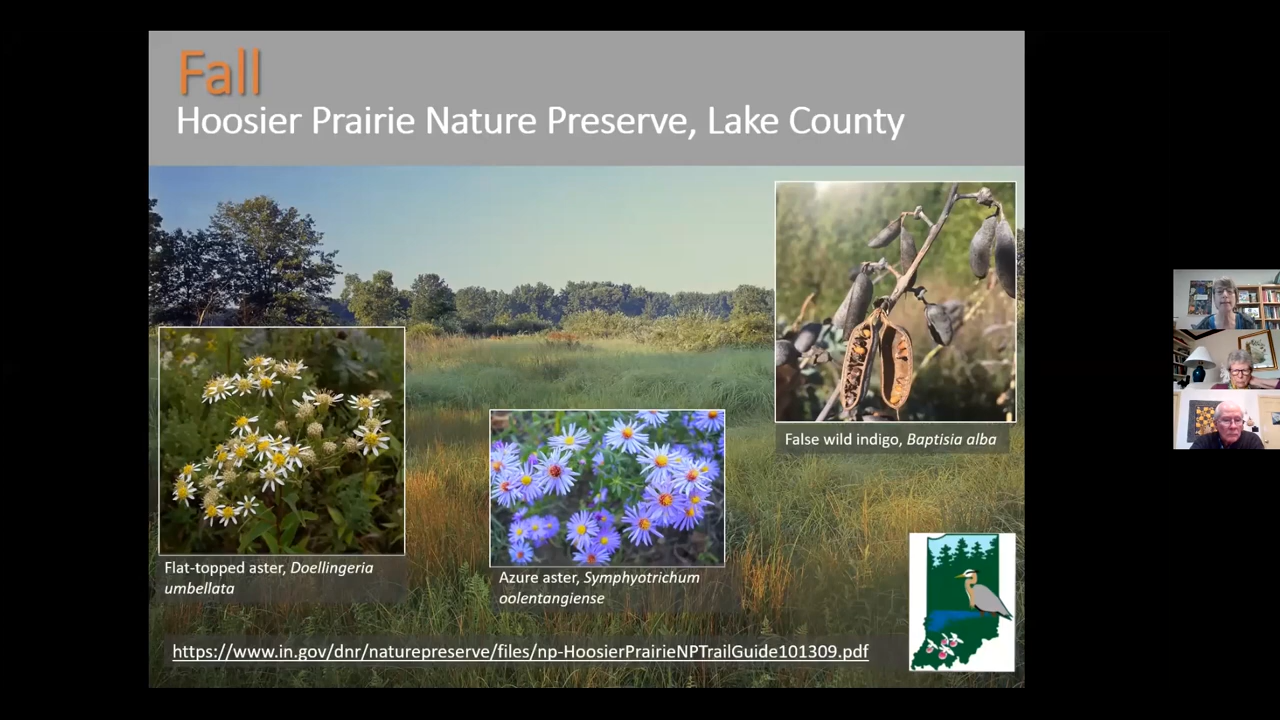 Fall
Hoosier Prairie Nature Preserve, Lake County
False wild indigo, Baptisia alba
Flat-topped aster, Doellingeria
umbellata
Azure aster, Symphyotrichum
oolentangiense
https://www.in.gov/dnr/naturepreserve/files/np-HoosierPrairieNPTrailGuide101309.pdf